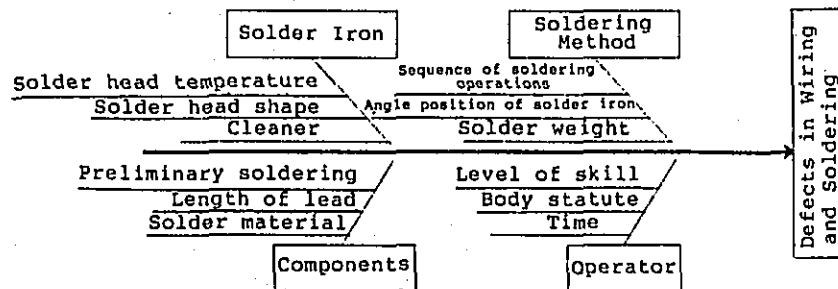 Solder Iron
Soldering
Method
Solder head temperature
Solder head shape
Cleaner
Sequence of soldering
operations
Angle position of solder iron
Solder weight
Preliminary soldering
Length of lead
Solder material
Level of skill
Body statute
Time
Components
Operator
Defects in Wiring
and Soldering